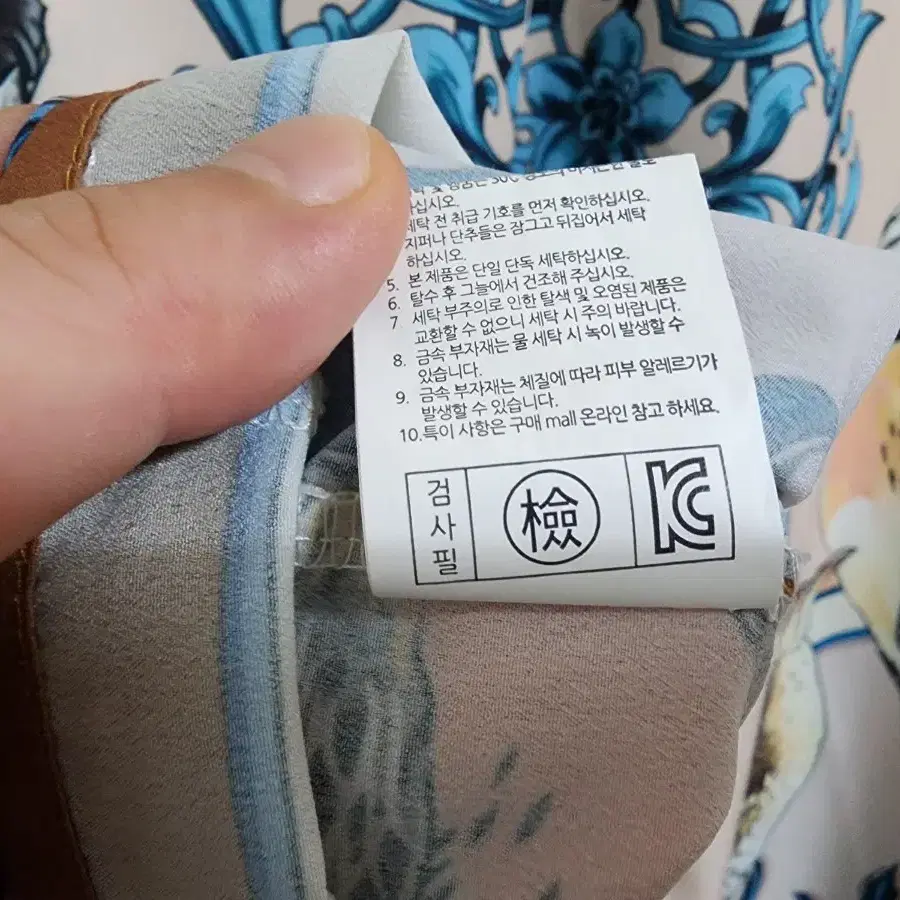 하십시오.
세탁 전 취급 기호를 먼저 확인하십시오.
지퍼나 단추들은 잠그고 뒤집어서 세탁
하십시오.
5. 본 제품은 단일 단독 세탁하십시오.
6. 탈수 후 그늘에서 건조해 주십시오.
7 세탁 부주의로 인한 탈색 및 오염된 제품은
교환할 수 없으니 세탁 시 주의 바랍니다.
8. 금속 부자재는 물 세탁 시 녹이 발생할 수
있습니다.
9. 금속 부자재는 체질에 따라 피부 알레르기가
발생할 수 있습니다.
10.특이 사항은 구매 mall 온라인 참고 하세요.
검사필
檢
KC